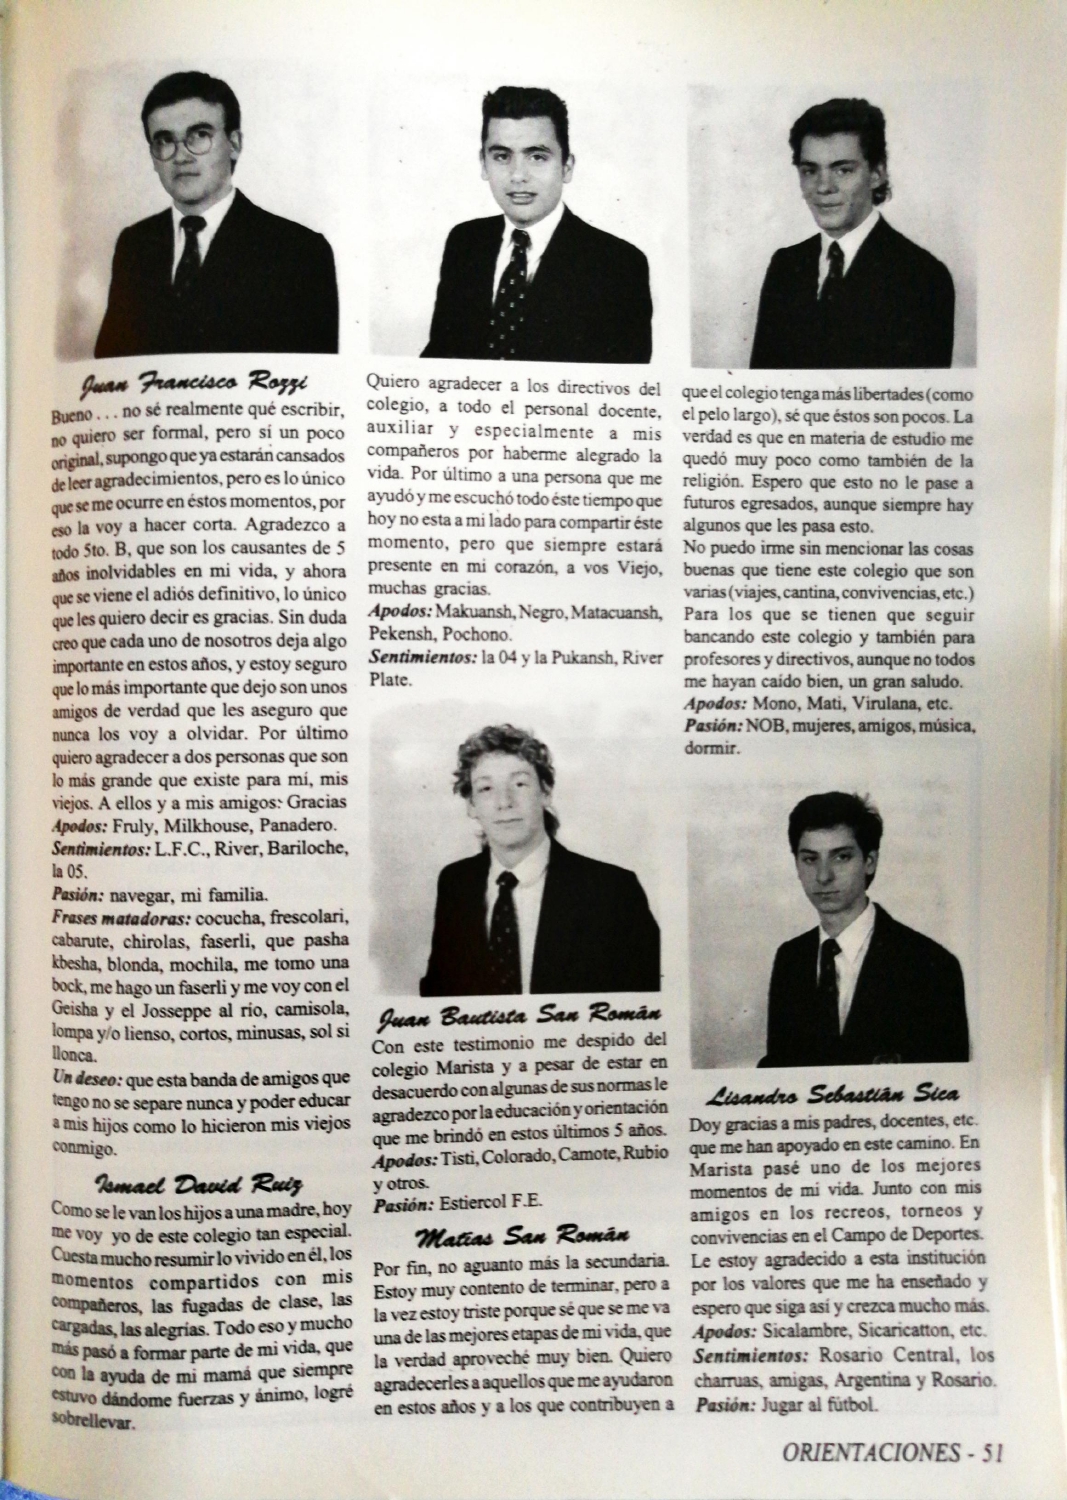 Juan Francisco Rozzi
Bueno . . . no sé realmente qué escribir,
no quiero ser formal, pero sí un poco
original, supongo que ya estarán cansados
de leer agradecimientos, pero es lo único
que se me ocurre en éstos momentos, por
eso la voy a hacer corta. Agradezco a
todo 5to. B, que son los causantes de 5
años inolvidables en mi vida, y ahora
que se viene el adiós definitivo, lo único
que les quiero decir es gracias. Sin duda
creo que cada uno de nosotros deja algo
importante en estos años, y estoy seguro
que lo más importante que dejo son unos
amigos de verdad que les aseguro que
nunca los voy a olvidar. Por último
quiero agradecer a dos personas que son
lo más grande que existe para mí, mis
viejos. A ellos y a mis amigos: Gracias
Apodos: Fruly, Milkhouse, Panadero.
Sentimientos: L.F.C., River, Bariloche,
la 05.
Pasión: navegar, mi familia.
Frases matadoras: cocucha, frescolari,
cabarute, chirolas, faserli, que pasha
kbesha, blonda, mochila, me tomo una
bock, me hago un faserli y me voy con el
Geisha y el Josseppe al río, camisola,
lompa y/o lienso, cortos, minusas, sol si
llonca.
Un deseo: que esta banda de amigos que
tengo no se separe nunca y poder educar
a mis hijos como lo hicieron mis viejos
conmigo.
Ismael David Ruiz
Como se le van los hijos a una madre, hoy
me voy yo de este colegio tan especial.
Cuesta mucho resumir lo vivido en él, los
momentos compartidos con mis
compañeros, las fugadas de clase, las
cargadas, las alegrías. Todo eso y mucho
más pasó a formar parte de mi vida, que
con la ayuda de mi mamá que siempre
estuvo dándome fuerzas y ánimo, logré
sobrellevar.
Quiero agradecer a los directivos del
colegio, a todo el personal docente,
auxiliar y especialmente a mis
compañeros por haberme alegrado la
vida. Por último a una persona que me
ayudó y me escuchó todo éste tiempo que
hoy no esta a mi lado para compartir éste
momento, pero que siempre estará
presente en mi corazón, a vos Viejo,
muchas gracias.
Apodos: Makuansh, Negro, Matacuansh,
Pekensh, Pochono.
Sentimientos: la 04 y la Pukansh, River
Plate.
Juan Bautista San Román
Con este testimonio me despido del
colegio Marista y a pesar de estar en
desacuerdo con algunas de sus normas le
agradezco por la educación y orientación
que me brindó en estos últimos 5 años.
Apodos: Tisti, Colorado, Camote, Rubio
y otros.
Pasión: Estiercol F.E.
Matías San Román
Por fin, no aguanto más la secundaria.
Estoy muy contento de terminar, pero a
la vez estoy triste porque sé que se me va
una de las mejores etapas de mi vida, que
la verdad aproveché muy bien. Quiero
agradecerles a aquellos que me ayudaron
en estos años y a los que contribuyen a
que el colegio tenga más libertades (como
el pelo largo), sé que éstos son pocos. La
verdad es que en materia de estudio me
quedó muy poco como también de la
religión. Espero que esto no le pase a
futuros egresados, aunque siempre hay
algunos que les pasa esto.
No puedo irme sin mencionar las cosas
buenas que tiene este colegio que son
varias (viajes, cantina, convivencias, etc.)
Para los que se tienen que seguir
bancando este colegio y también para
profesores y directivos, aunque no todos
me hayan caído bien, un gran saludo.
Apodos: Mono, Mati, Virulana, etc.
Pasión: NOB, mujeres, amigos, música,
dormir.
Lisandro Sebastián Sica
Doy gracias a mis padres, docentes, etc.
que me han apoyado en este camino. En
Marista pasé uno de los mejores
momentos de mi vida. Junto con mis
amigos en los recreos, torneos y
convivencias en el Campo de Deportes.
Le estoy agradecido a esta institución
por los valores que me ha enseñado y
espero que siga así y crezca mucho más.
Apodos: Sicalambre, Sicaricatton, etc.
Sentimientos: Rosario Central, los
charruas, amigas, Argentina y Rosario.
Pasión: Jugar al fútbol.
ORIENTACIONES - 51